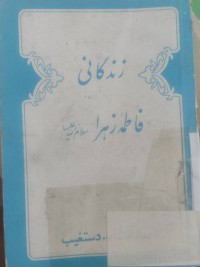 زندگانی
فاطمه زهرا سلام الله علیها
دستغیب